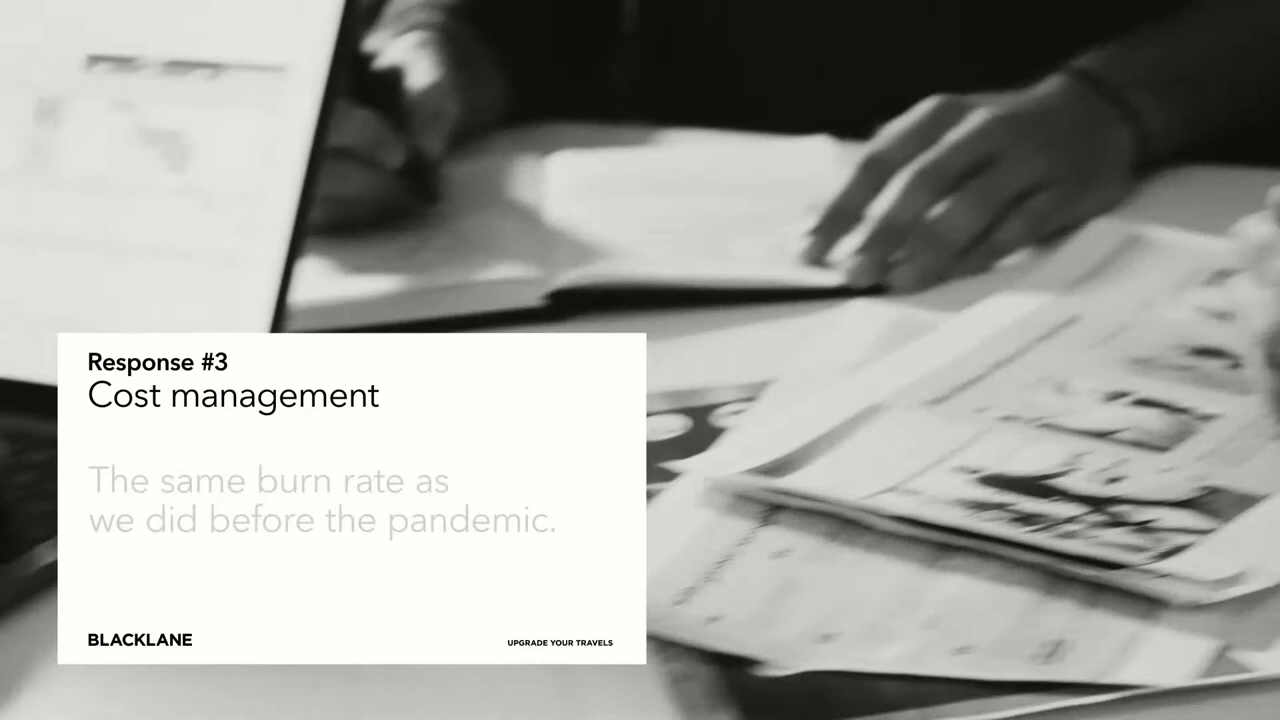 Response #3
Cost management
The same burn rate as
we did before the pandemic.
BLACKLANE
UPGRADE YOUR TRAVELS